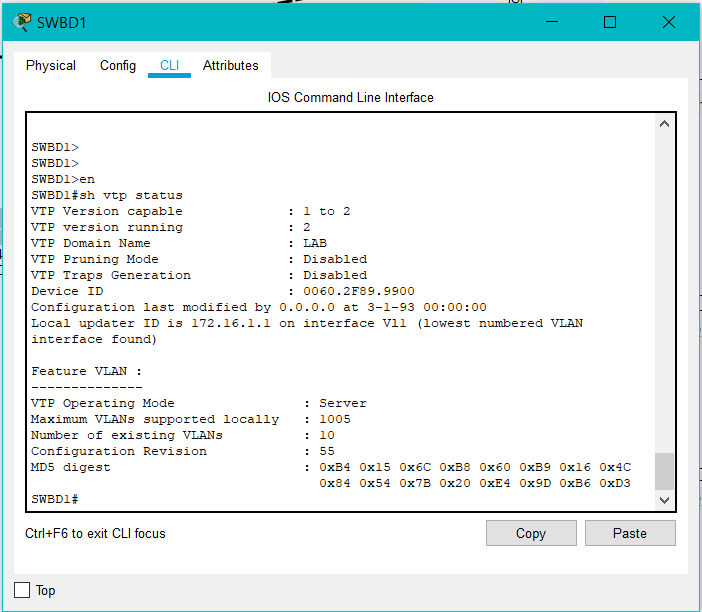 SWBD1
Physical Config CLI Attributes
IOS Command Line Interface
SWBD1>
SWBD1>
SWBD1>en
SWBD1#sh vtp status
VTP Version capable : 1 to 2
VTP version running : 2
VTP Domain Name : LAB
VTP Pruning Mode : Disabled
VTP Traps Generation : Disabled
Device ID : 0060.2F89.9900
Configuration last modified by 0.0.0.0 at 3-1-93 00:00:00
Local updater ID is 172.16.1.1 on interface Vl1 (lowest numbered VLAN
interface found)
Feature VLAN :
--------------
VTP Operating Mode : Server
Maximum VLANs supported locally : 1005
Number of existing VLANs : 10
Configuration Revision : 55
MD5 digest : 0xB4 0x15 0x6C 0xB8 0x60 0xB9 0x16 0x4C
0x84 0x54 0x7B 0x20 0xE4 0x9D 0xB6 0xD3
SWBD1#
Ctrl+F6 to exit CLI focus
Copy Paste
Top